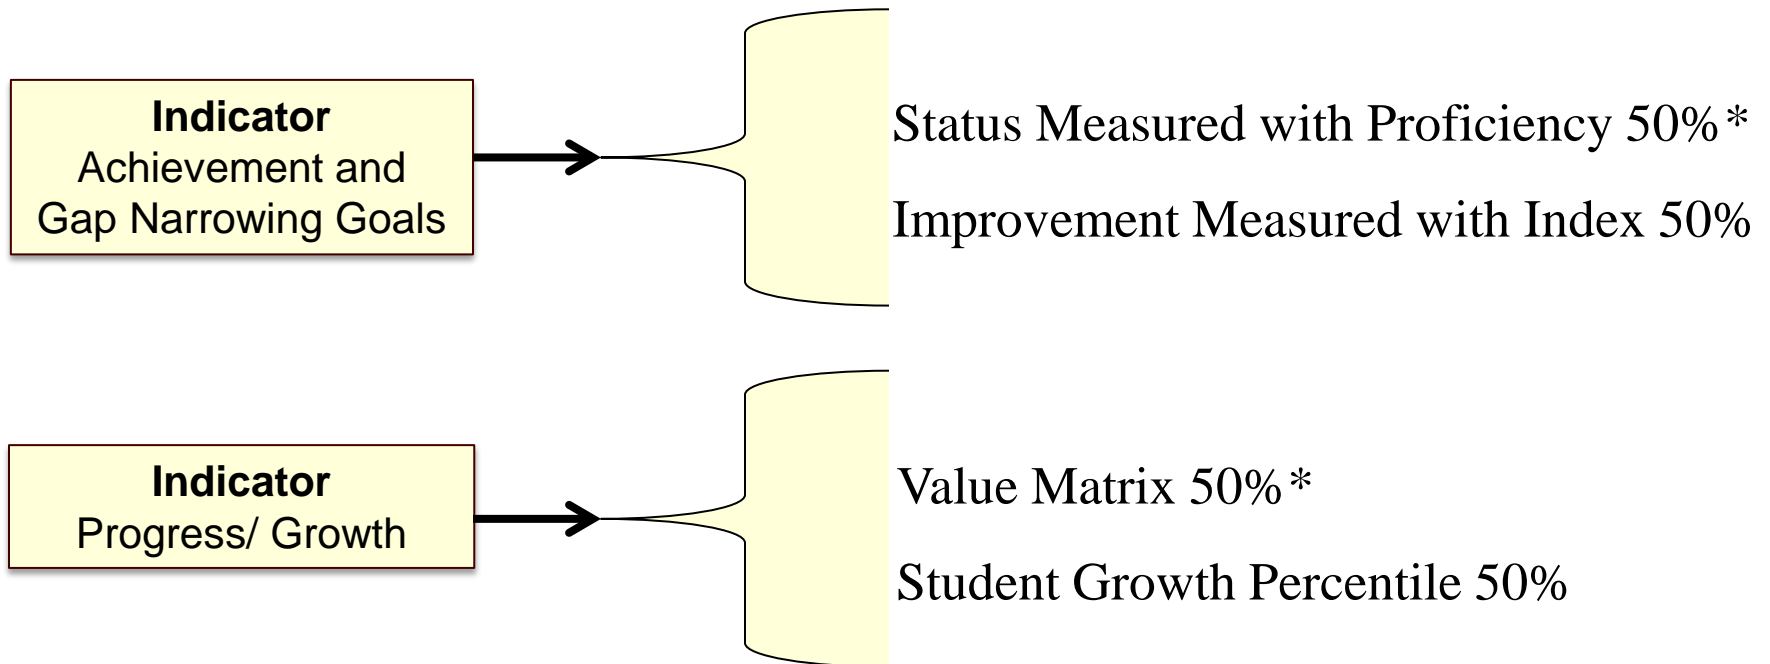 Indicator
Achievement and
Gap Narrowing Goals
Status Measured with Proficiency 50%*
Improvement Measured with Index 50%
Indicator
Progress/ Growth
Value Matrix 50%*
Student Growth Percentile 50%